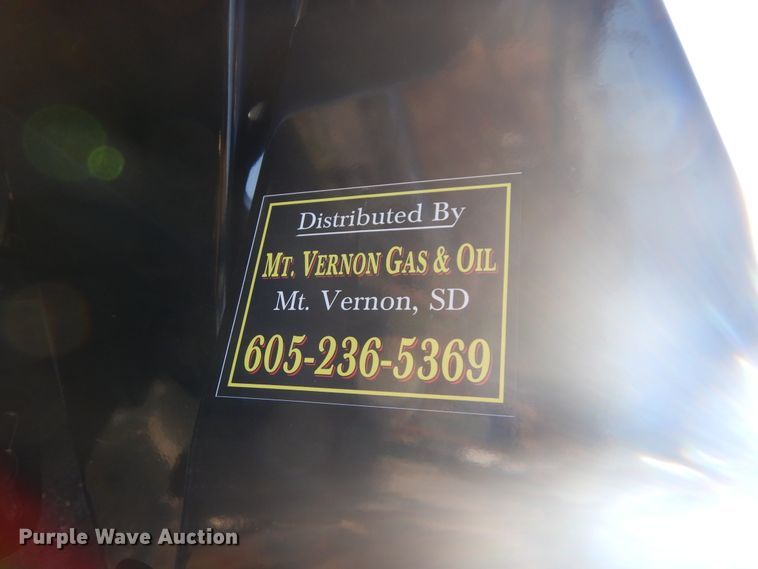 Distributed By
MT. VERNON GAS & OIL
Mt. Vernon, SD
605-236-5369
Purple Wave Auction